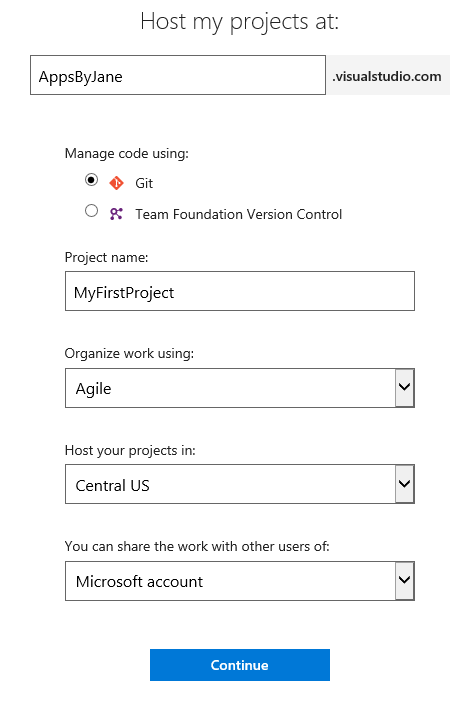 Host my projects at:
AppsByJane .visualstudio.com
Manage code using:
Git
Team Foundation Version Control
Project name:
MyFirstProject
Organize work using:
Agile
Host your projects in:
Central US
You can share the work with other users of:
Microsoft account
Continue